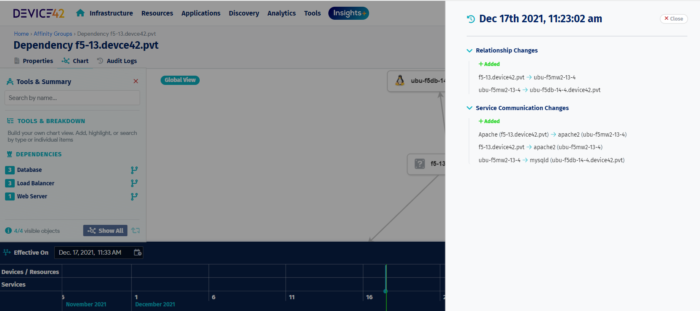 DEVICE42
Infrastructure Resources Applications Discovery Analytics Tools Insights+
Home › Affinity Groups › Dependency f5-13.devce42.pvt
Dependency f5-13.devce42.pvt
Properties Chart Audit Logs
Tools & Summary
Search by name...
TOOLS & BREAKDOWN
Build your own chart view. Add, highlight, or search
by type or individual items
DEPENDENCIES
3 Database
3 Load Balancer
1 Web Server
4/4 visible objects Show All
Global View
ubu-f5db-14-
f5-13.
Effective On Dec. 17, 2021, 11:33 AM
Devices / Resources
Services
1 6 11 16
November 2021 December 2021
Dec 17th 2021, 11:23:02 am
Close
Relationship Changes
+ Added
f5-13.device42.pvt → ubu-f5mw2-13-4
ubu-f5mw2-13-4 → ubu-f5db-14-4.device42.pvt
Service Communication Changes
+ Added
Apache (f5-13.device42.pvt) → apache2 (ubu-f5mw2-13-4)
f5-13.device42.pvt → apache2 (ubu-f5mw2-13-4)
ubu-f5mw2-13-4 → mysqld (ubu-f5db-14-4.device42.pvt)